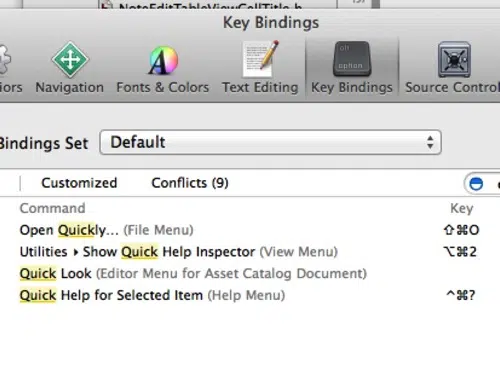 NoteEditTableViewCellTitle.h
Key Bindings
iors Navigation Fonts & Colors Text Editing Key Bindings Source Control
alt
option
Bindings Set Default
Customized Conflicts (9)
Command Key
Open Quickly... (File Menu) ⇧⌘O
Utilities ▸ Show Quick Help Inspector (View Menu) ⌥⌘2
Quick Look (Editor Menu for Asset Catalog Document)
Quick Help for Selected Item (Help Menu) ^⌘?